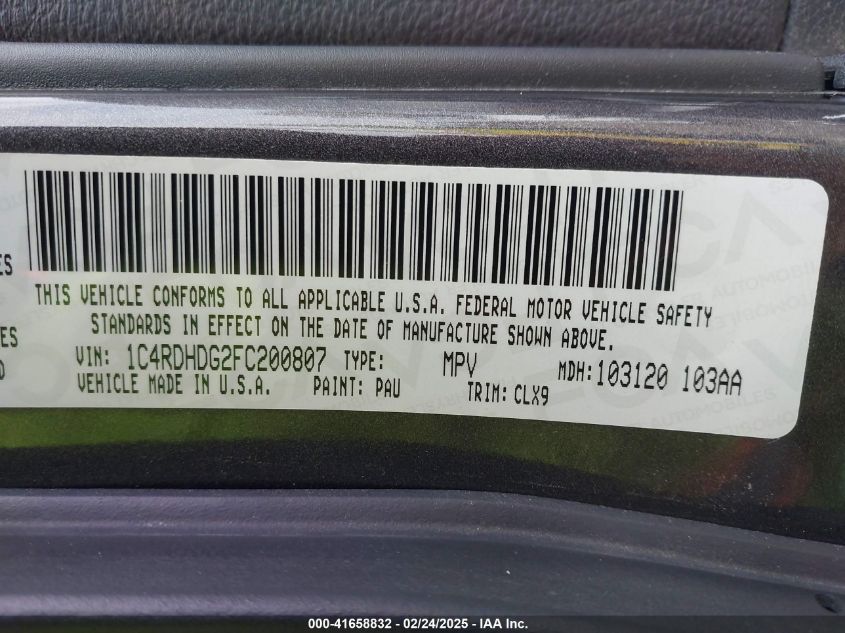 ES
THIS VEHICLE CONFORMS TO ALL APPLICABLE U.S.A. FEDERAL MOTOR VEHICLE SAFETY
ES STANDARDS IN EFFECT ON THE DATE OF MANUFACTURE SHOWN ABOVE.
D VIN: 1C4RDHDG2FC200807 TYPE: MPV MDH: 103120 103AA
VEHICLE MADE IN U.S.A. PAINT: PAU TRIM: CLX9
000-41658832 - 02/24/2025 - IAA Inc.